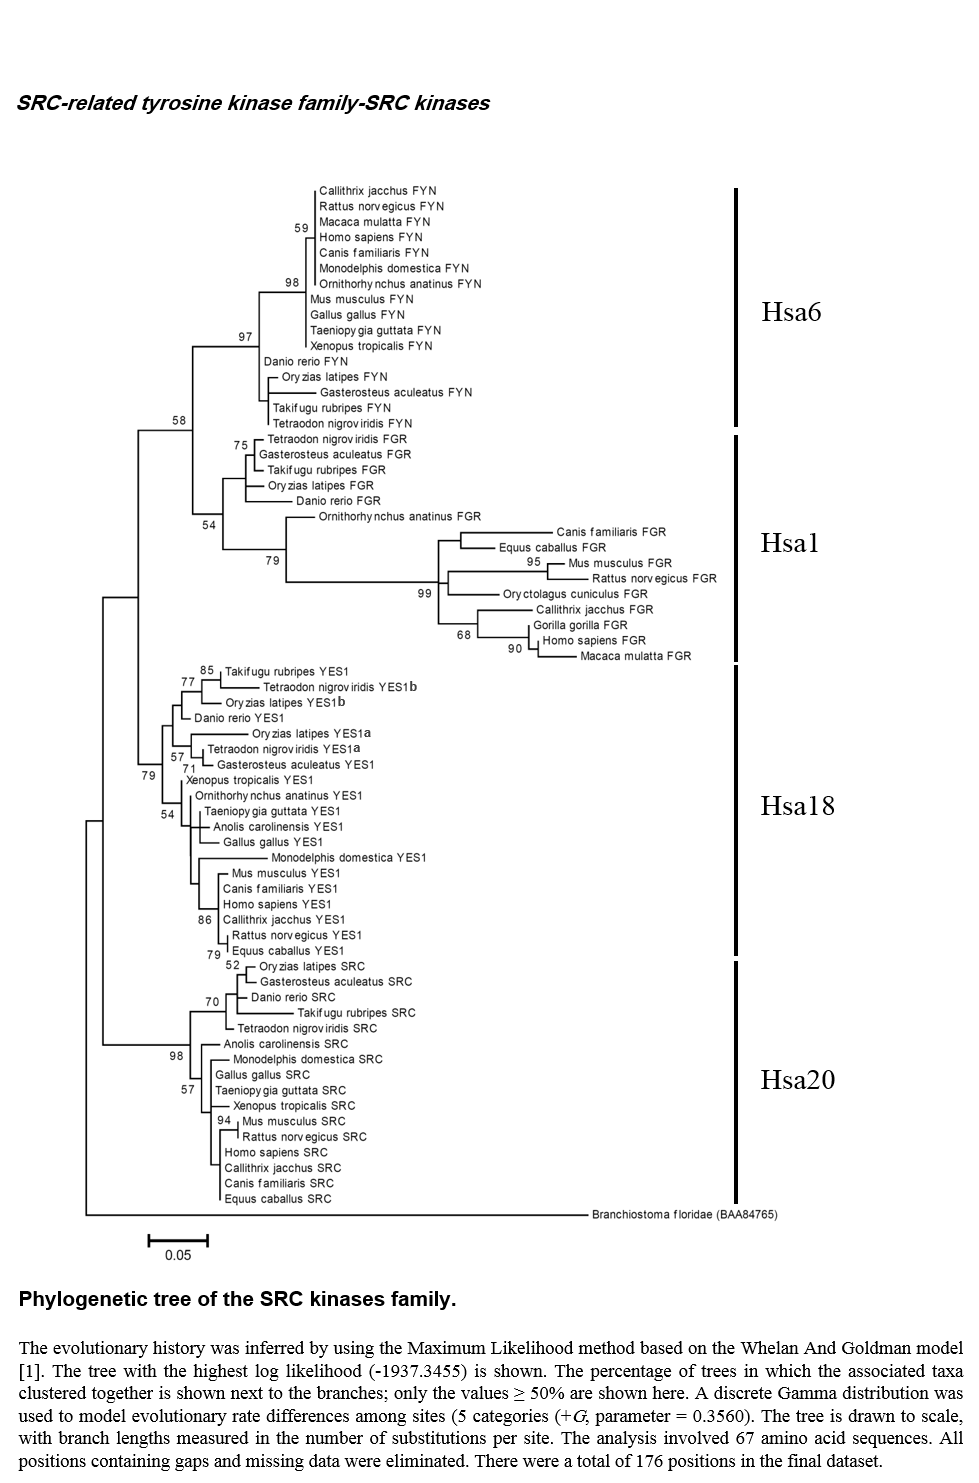 SRC-related tyrosine kinase family-SRC kinases
Callithrix jacchus FYN
Rattus norvegicus FYN
59
Macaca mulatta FYN
Homo sapiens FYN
Canis familiaris FYN
Monodelphis domestica FYN
98
Ornithorhynchus anatinus FYN
Mus musculus FYN
Gallus gallus FYN
Hsa6
Taeniopygia guttata FYN
97
Xenopus tropicalis FYN
Danio rerio FYN
Oryzias latipes FYN
Gasterosteus aculeatus FYN
Takifugu rubripes FYN
58
Tetraodon nigroviridis FYN
75
Tetraodon nigroviridis FGR
Gasterosteus aculeatus FGR
Takifugu rubripes FGR
Oryzias latipes FGR
Danio rerio FGR
54
Ornithorhynchus anatinus FGR
Canis familiaris FGR
Hsa1
Equus caballus FGR
79
95
Mus musculus FGR
Rattus norvegicus FGR
99
Oryctolagus cuniculus FGR
Callithrix jacchus FGR
Gorilla gorilla FGR
68
Homo sapiens FGR
90
Macaca mulatta FGR
85
Takifugu rubripes YES1
77
Tetraodon nigroviridis YES1b
Oryzias latipes YES1b
Danio rerio YES1
Oryzias latipes YES1a
Tetraodon nigroviridis YES1a
57
Gasterosteus aculeatus YES1
71
79
Xenopus tropicalis YES1
Ornithorhynchus anatinus YES1
Hsa18
54
Taeniopygia guttata YES1
Anolis carolinensis YES1
Gallus gallus YES1
Monodelphis domestica YES1
Mus musculus YES1
Canis familiaris YES1
Homo sapiens YES1
86
Callithrix jacchus YES1
Rattus norvegicus YES1
79
Equus caballus YES1
52
Oryzias latipes SRC
Gasterosteus aculeatus SRC
70
Danio rerio SRC
Takifugu rubripes SRC
Tetraodon nigroviridis SRC
Anolis carolinensis SRC
98
Monodelphis domestica SRC
Gallus gallus SRC
Hsa20
57
Taeniopygia guttata SRC
Xenopus tropicalis SRC
94
Mus musculus SRC
Rattus norvegicus SRC
Homo sapiens SRC
Callithrix jacchus SRC
Canis familiaris SRC
Equus caballus SRC
Branchiostoma floridae (BAA84765)
0.05
Phylogenetic tree of the SRC kinases family.
The evolutionary history was inferred by using the Maximum Likelihood method based on the Whelan And Goldman model
[1]. The tree with the highest log likelihood (-1937.3455) is shown. The percentage of trees in which the associated taxa
clustered together is shown next to the branches; only the values ≥ 50% are shown here. A discrete Gamma distribution was
used to model evolutionary rate differences among sites (5 categories (+G, parameter = 0.3560). The tree is drawn to scale,
with branch lengths measured in the number of substitutions per site. The analysis involved 67 amino acid sequences. All
positions containing gaps and missing data were eliminated. There were a total of 176 positions in the final dataset.